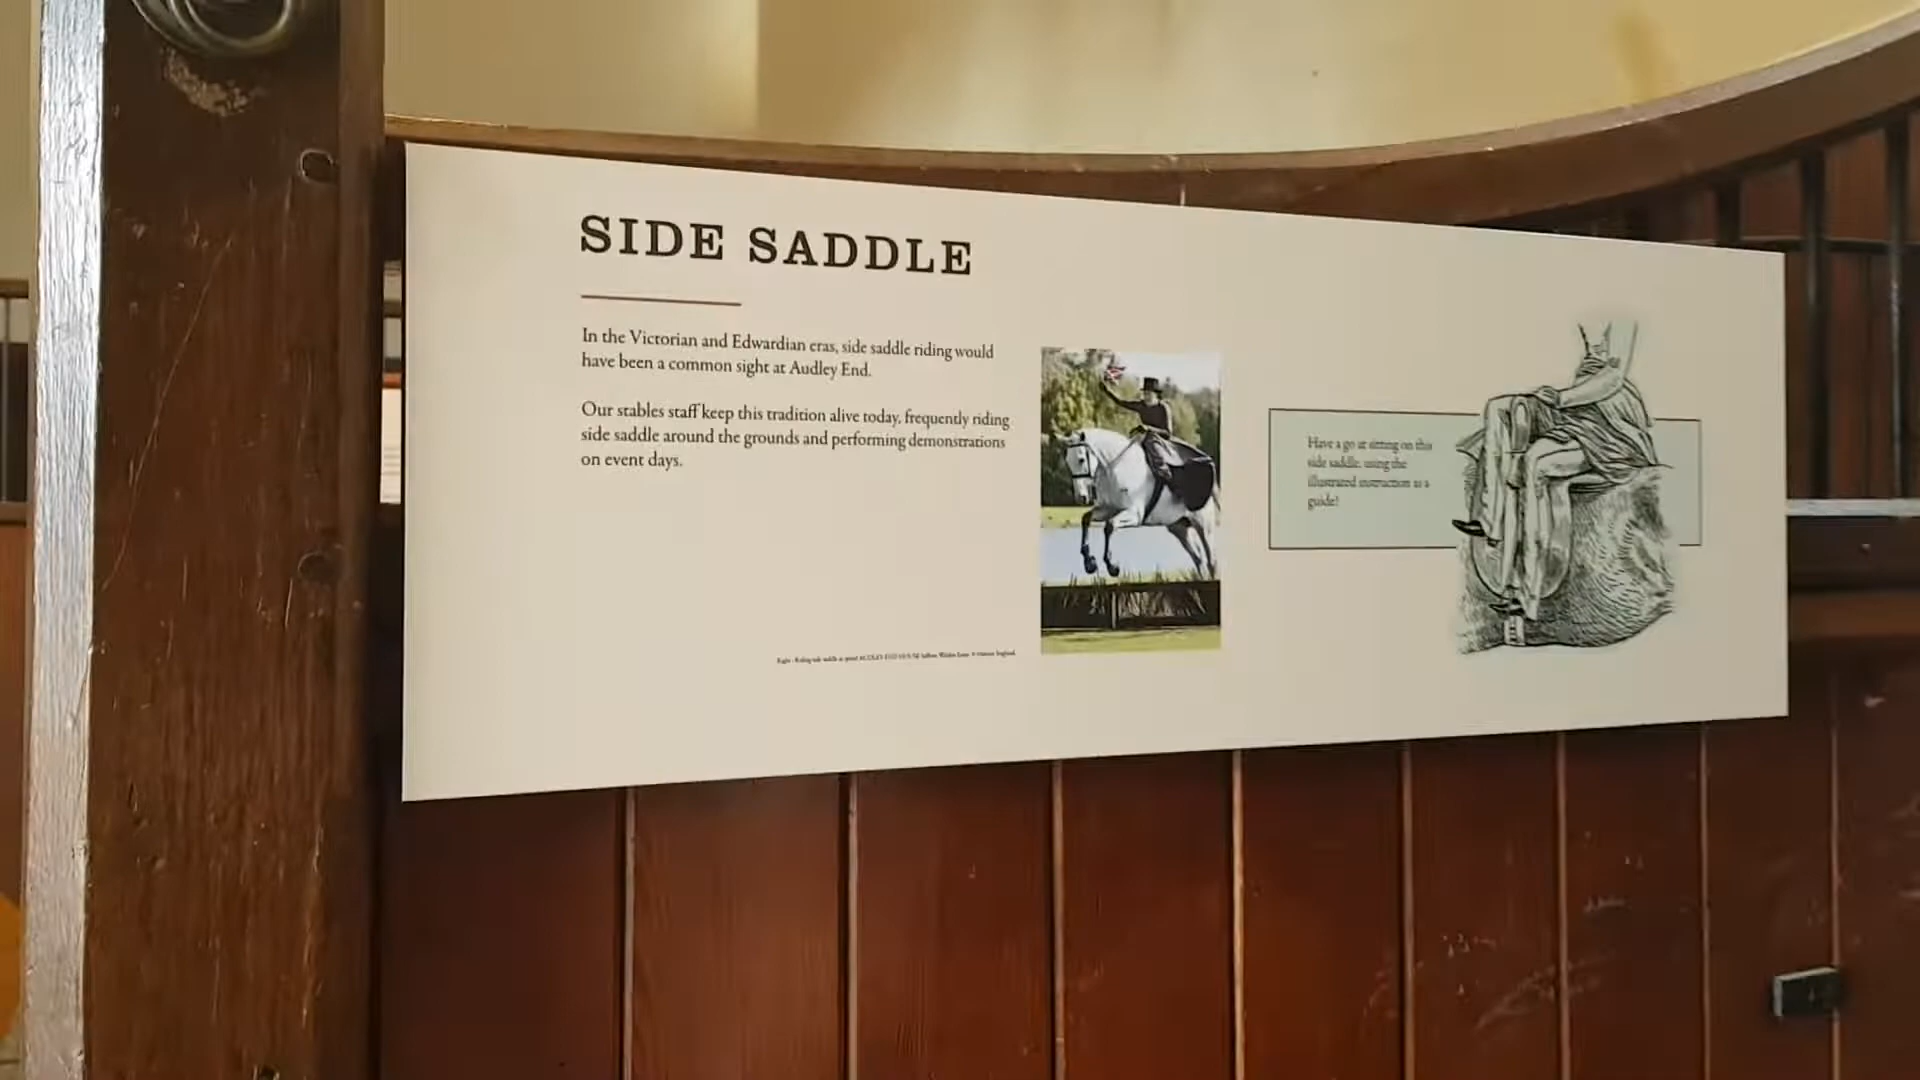 SIDE SADDLE
In the Victorian and Edwardian eras, side saddle riding would
have been a common sight at Audley End.
Our stables staff keep this tradition alive today, frequently riding
side saddle around the grounds and performing demonstrations
on event days.
Have a go at sitting on this
side saddle, using the
illustrated instruction as a
guide!